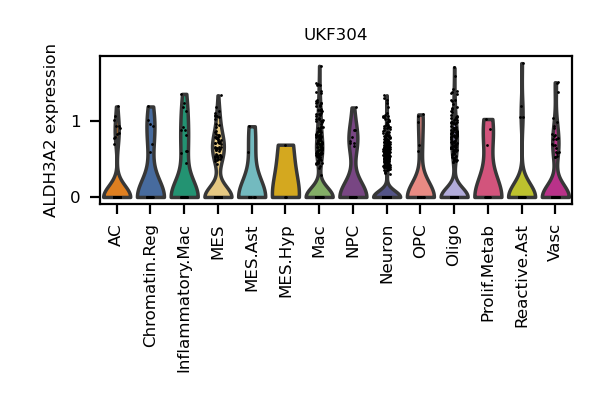 UKF304
ALDH3A2 expression
1
0
AC
Chromatin.Reg
Inflammatory.Mac
MES
MES.Ast
MES.Hyp
Mac
NPC
Neuron
OPC
Oligo
Prolif.Metab
Reactive.Ast
Vasc